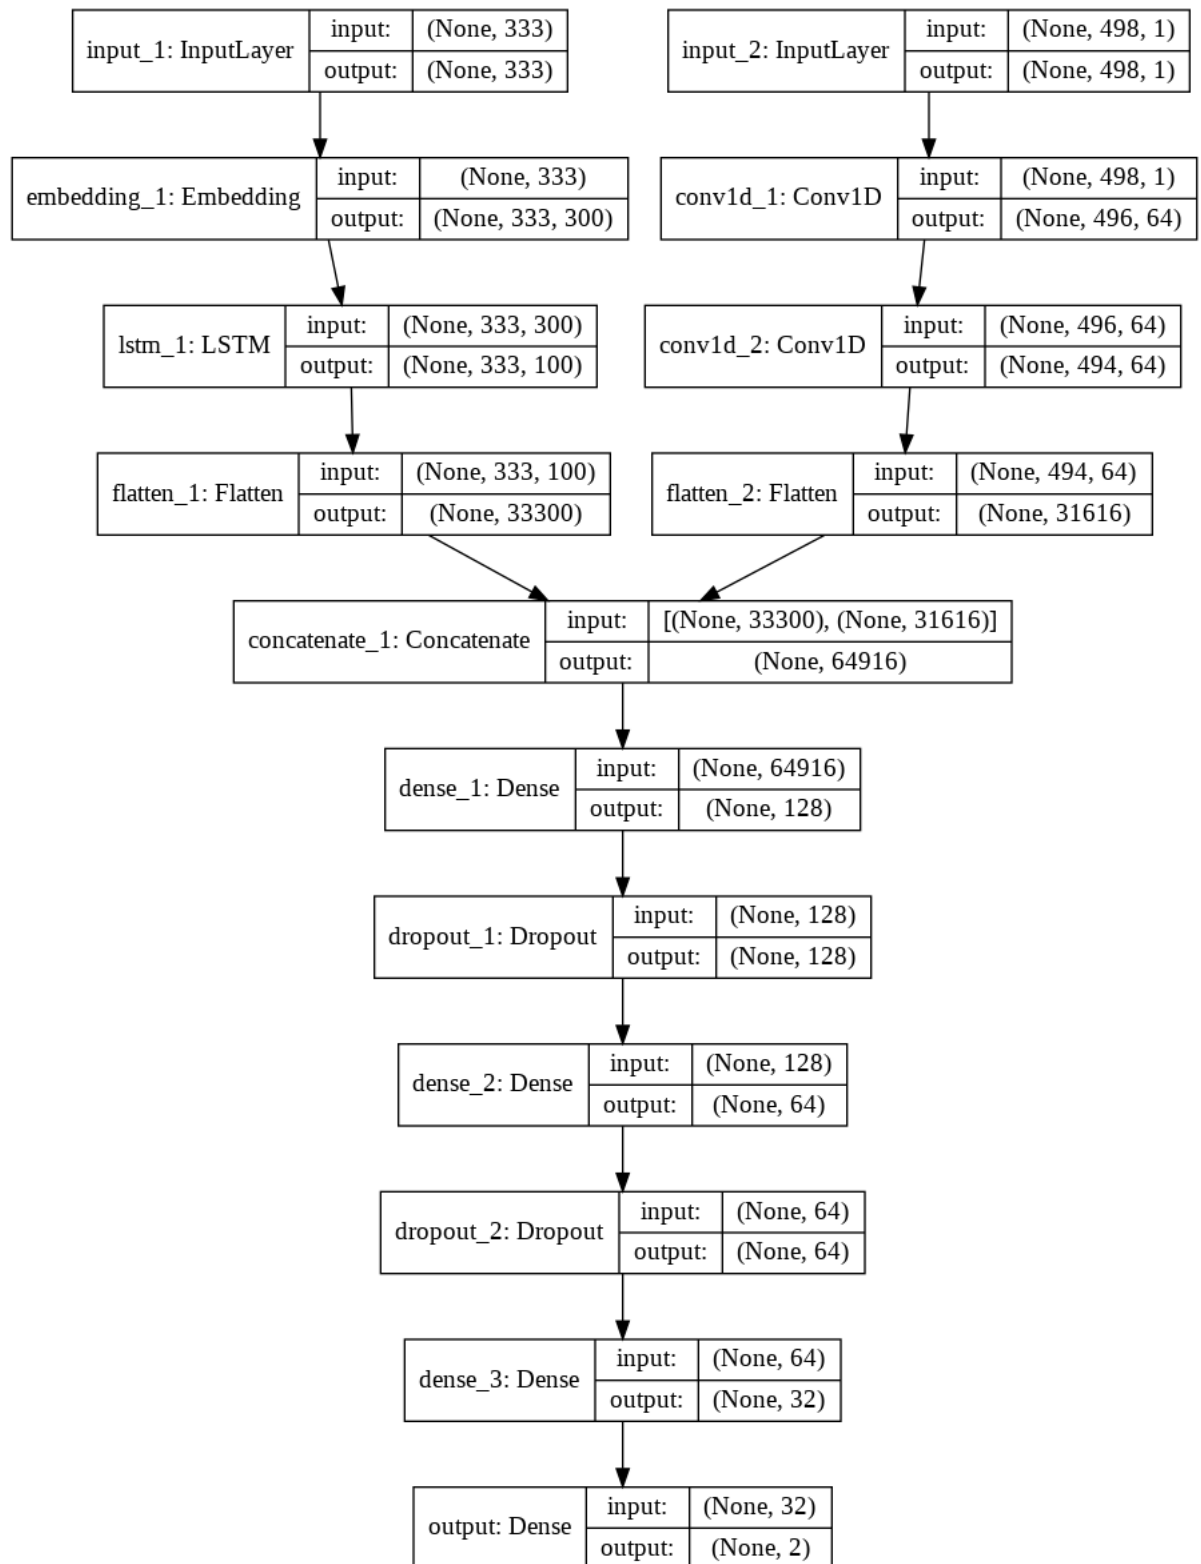 input_1: InputLayer
input: (None, 333)
output: (None, 333)
input_2: InputLayer
input: (None, 498, 1)
output: (None, 498, 1)
embedding_1: Embedding
input: (None, 333)
output: (None, 333, 300)
conv1d_1: Conv1D
input: (None, 498, 1)
output: (None, 496, 64)
lstm_1: LSTM
input: (None, 333, 300)
output: (None, 333, 100)
conv1d_2: Conv1D
input: (None, 496, 64)
output: (None, 494, 64)
flatten_1: Flatten
input: (None, 333, 100)
output: (None, 33300)
flatten_2: Flatten
input: (None, 494, 64)
output: (None, 31616)
concatenate_1: Concatenate
input: [(None, 33300), (None, 31616)]
output: (None, 64916)
dense_1: Dense
input: (None, 64916)
output: (None, 128)
dropout_1: Dropout
input: (None, 128)
output: (None, 128)
dense_2: Dense
input: (None, 128)
output: (None, 64)
dropout_2: Dropout
input: (None, 64)
output: (None, 64)
dense_3: Dense
input: (None, 64)
output: (None, 32)
output: Dense
input: (None, 32)
output: (None, 2)